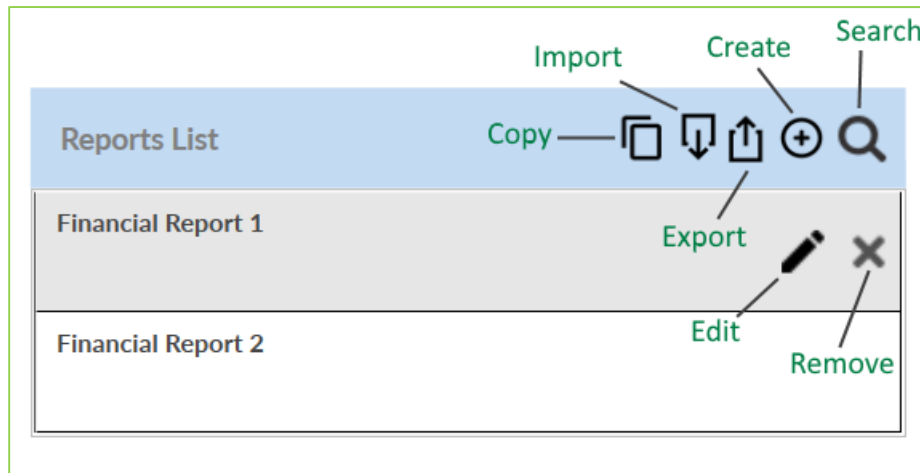 Search
Create
Import
Reports List
Copy
Financial Report 1
Export
Edit
Financial Report 2
Remove